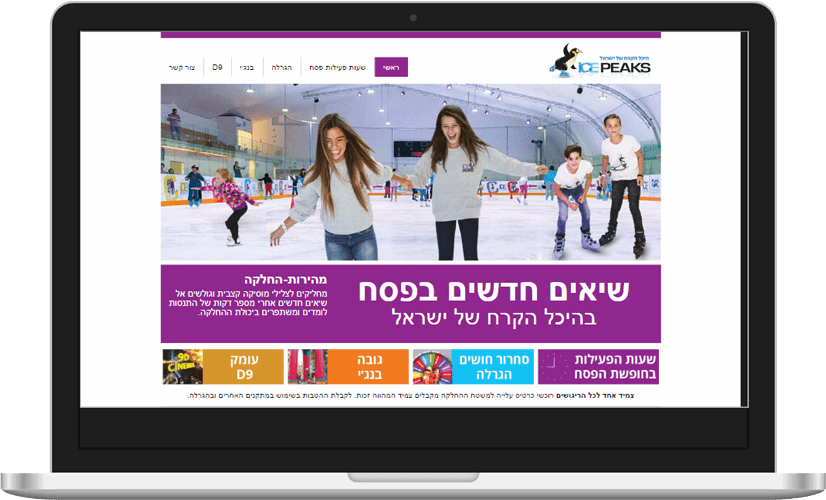 היכל הקרח של ישראל
ICE PEAKS
ראשי
שעות פעילות פסח
הגרלה
בנג'י
D9
צור קשר
שיאים חדשים בפסח
בהיכל הקרח של ישראל
מהירות-החלקה
מחליקים לצלילי מוסיקה קצבית וגולשים אל
שיאים חדשים אחרי מספר דקות של התנסות
לומדים ומשתפרים ביכולת ההחלקה.
שעות הפעילות
בחופשת הפסח
סחרור חושים
הגרלה
גובה
בנג'י
עומק
D9
9D
CINEMA
צמיד אחד לכל הריגושים רוכשי כרטיס עלייה למשטח ההחלקה מקבלים צמיד המהווה זכות. לקבלת ההטבות בשימוש במתקנים האחרים ובהגרלה.